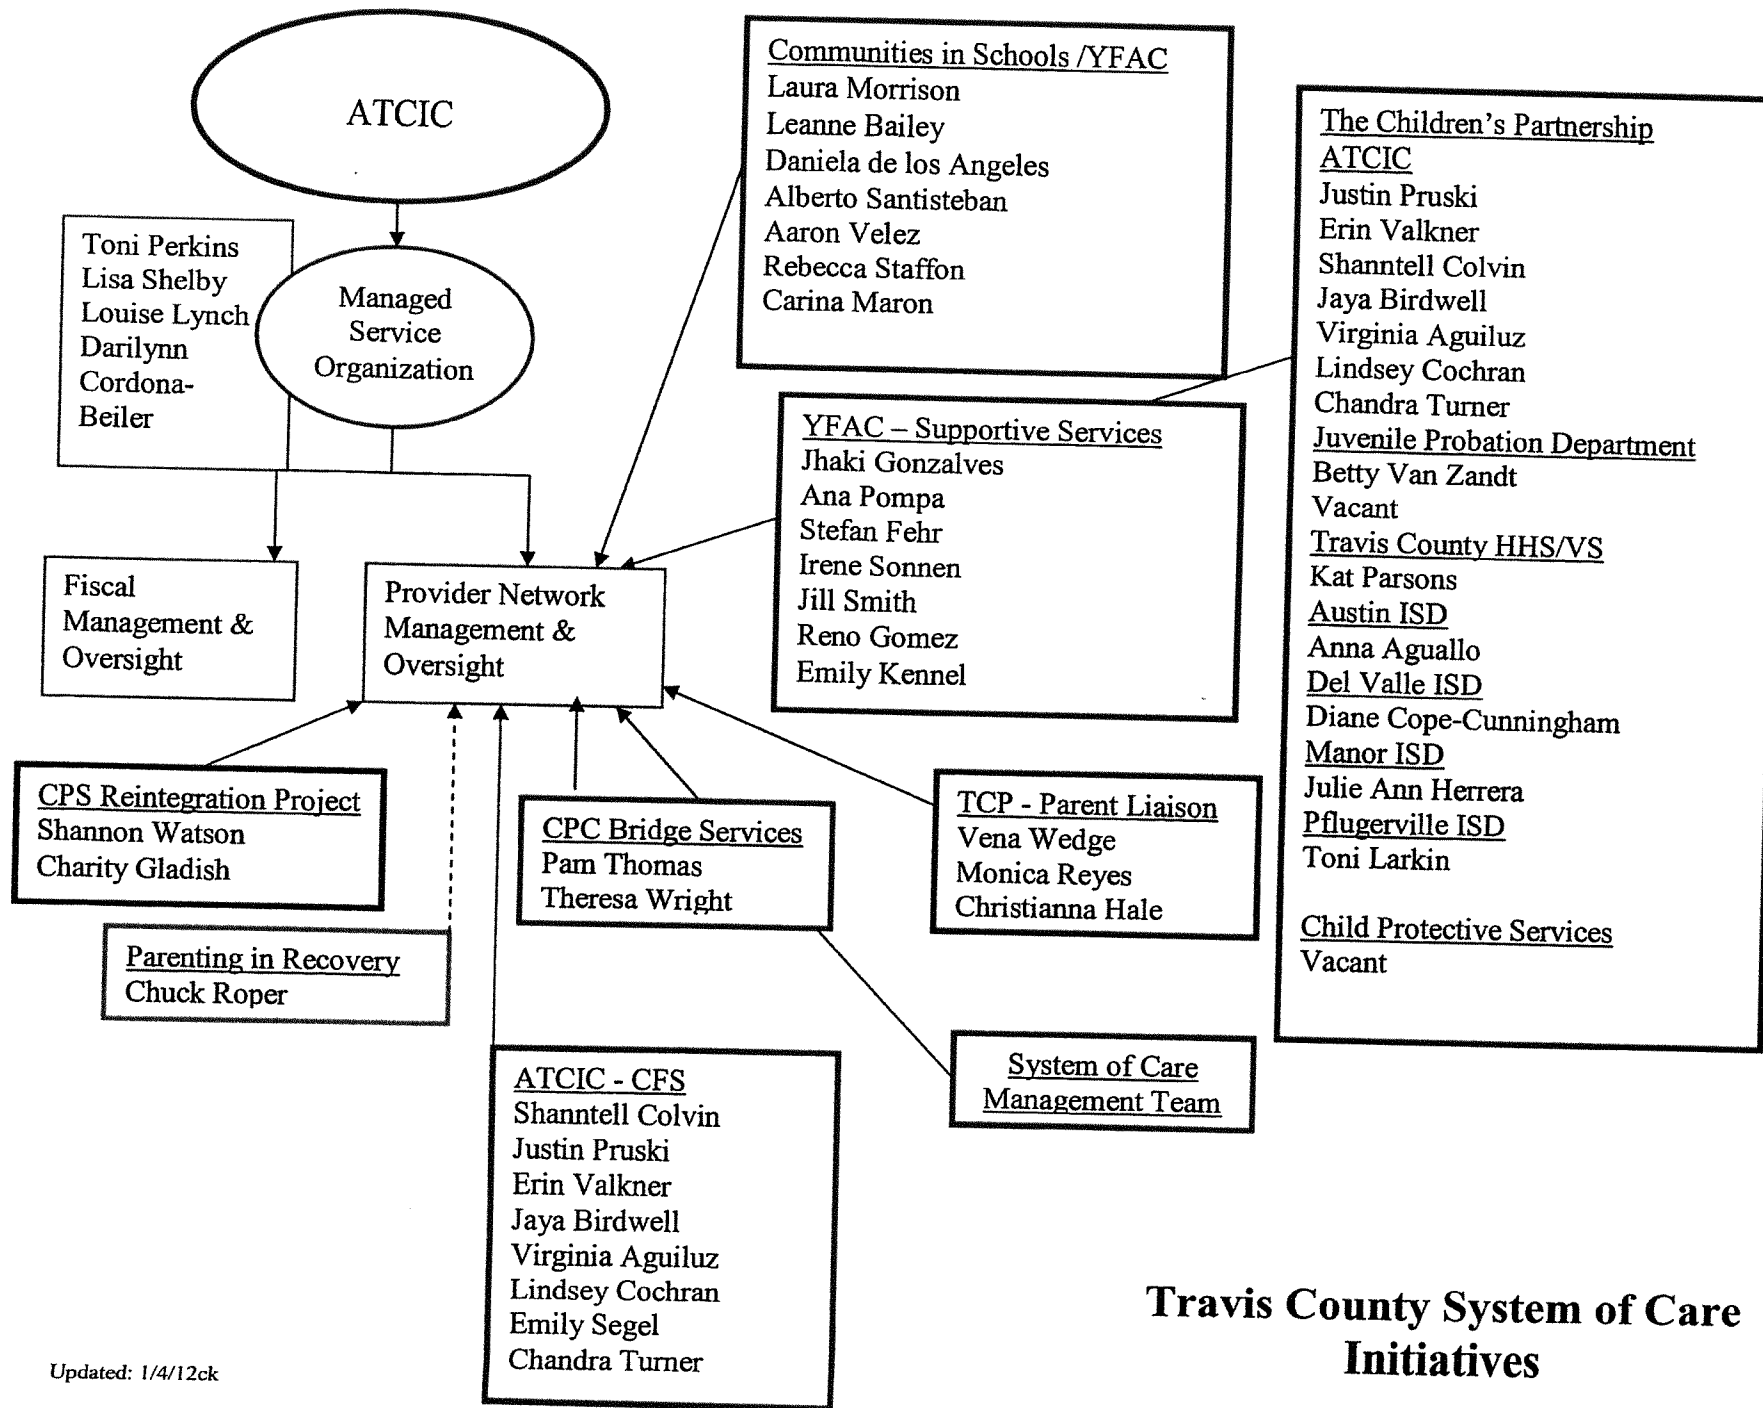 ATCIC
Toni Perkins
Lisa Shelby
Louise Lynch
Darilynn
Cordona-
Beiler
Managed
Service
Organization
Fiscal
Management &
Oversight
Provider Network
Management &
Oversight
Communities in Schools /YFAC
Laura Morrison
Leanne Bailey
Daniela de los Angeles
Alberto Santisteban
Aaron Velez
Rebecca Staffon
Carina Maron
YFAC – Supportive Services
Jhaki Gonzalves
Ana Pompa
Stefan Fehr
Irene Sonnen
Jill Smith
Reno Gomez
Emily Kennel
The Children's Partnership
ATCIC
Justin Pruski
Erin Valkner
Shanntell Colvin
Jaya Birdwell
Virginia Aguiluz
Lindsey Cochran
Chandra Turner
Juvenile Probation Department
Betty Van Zandt
Vacant
Travis County HHS/VS
Kat Parsons
Austin ISD
Anna Aguallo
Del Valle ISD
Diane Cope-Cunningham
Manor ISD
Julie Ann Herrera
Pflugerville ISD
Toni Larkin
Child Protective Services
Vacant
CPS Reintegration Project
Shannon Watson
Charity Gladish
Parenting in Recovery
Chuck Roper
CPC Bridge Services
Pam Thomas
Theresa Wright
TCP - Parent Liaison
Vena Wedge
Monica Reyes
Christianna Hale
ATCIC - CFS
Shanntell Colvin
Justin Pruski
Erin Valkner
Jaya Birdwell
Virginia Aguiluz
Lindsey Cochran
Emily Segel
Chandra Turner
System of Care
Management Team
Travis County System of Care
Initiatives
Updated: 1/4/12ck